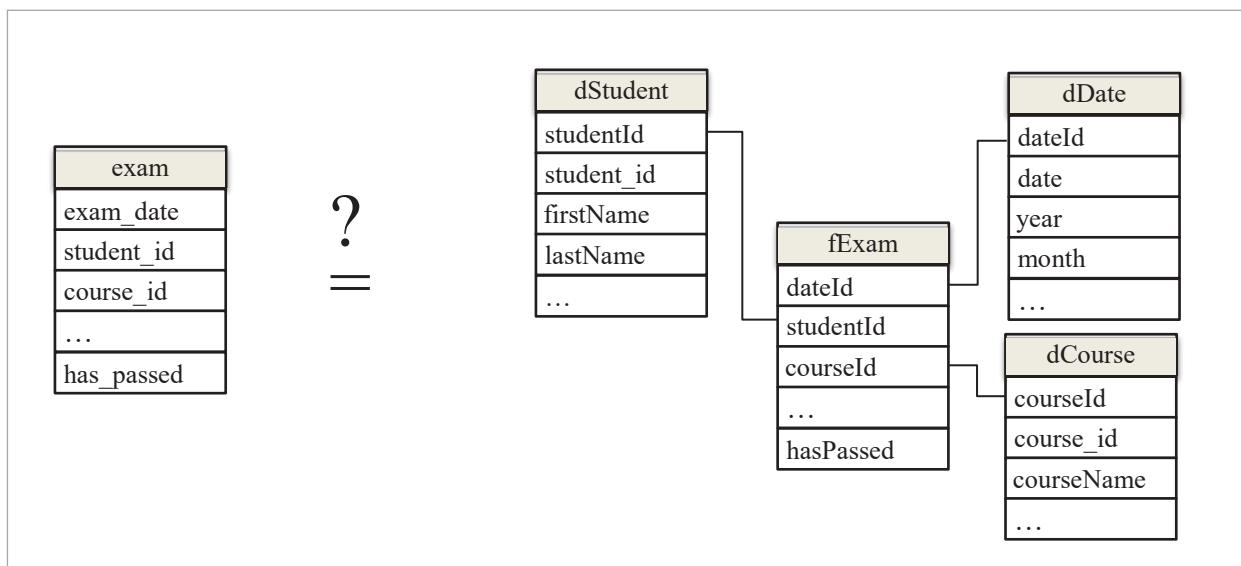 exam
exam_date
student_id
course_id
…
has_passed
?
=
dStudent
studentId
student_id
firstName
lastName
…
fExam
dateId
studentId
courseId
…
hasPassed
dDate
dateId
date
year
month
…
dCourse
courseId
course_id
courseName
…